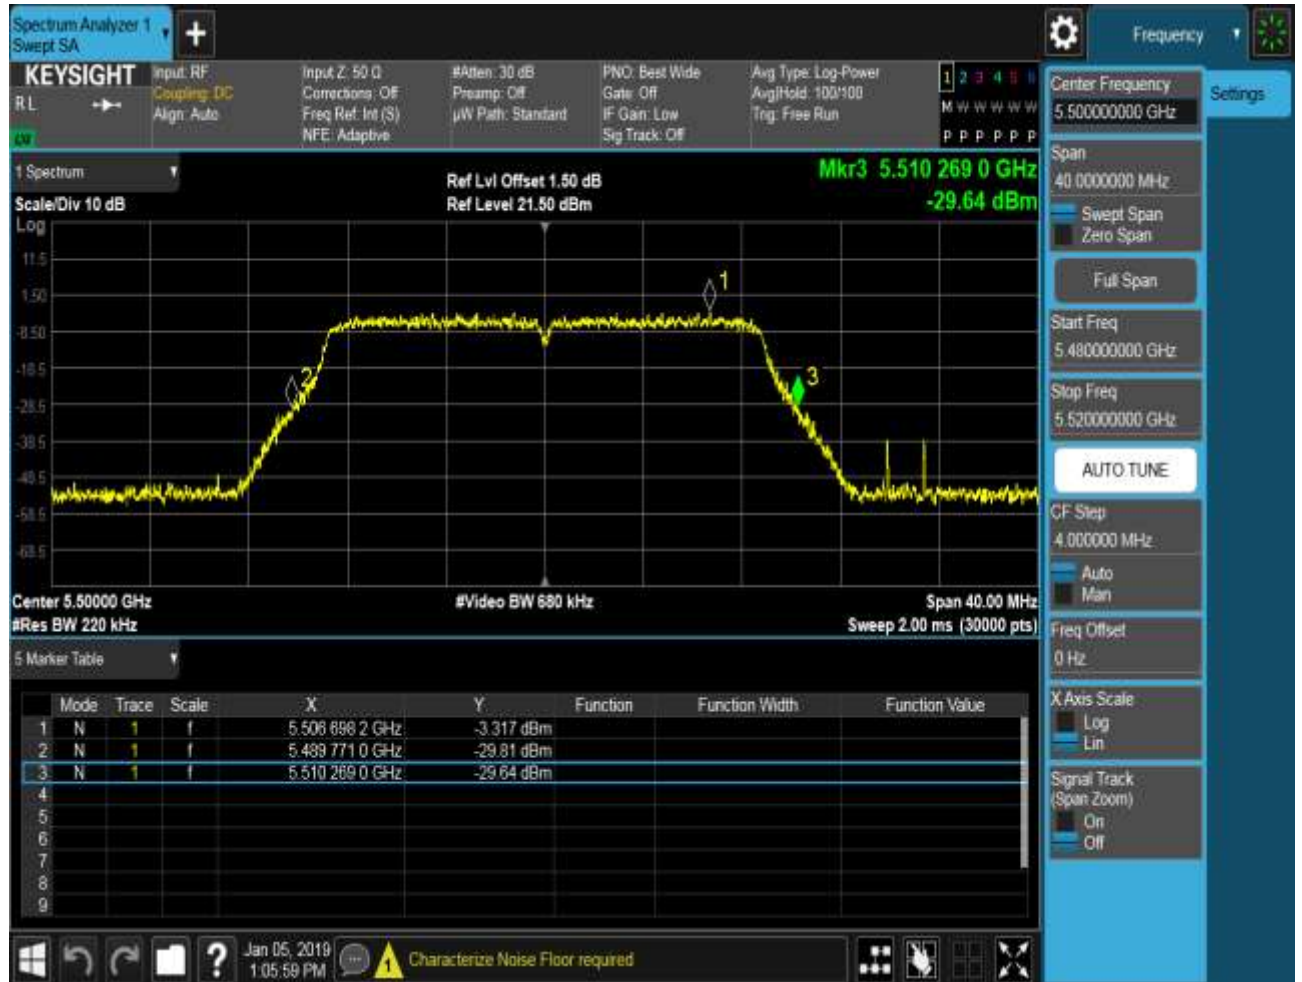 Spectrum Analyzer 1
Swept SA
Frequency
KEYSIGHT
R L
Input: RF
Coupling: DC
Align: Auto
Input Z: 50 Ω
Corrections: Off
Freq Ref: Int (S)
NFE: Adaptive
#Atten: 30 dB
Preamp: Off
µW Path: Standard
PNO: Best Wide
Gate: Off
IF Gain: Low
Sig Track: Off
Avg Type: Log-Power
Avg|Hold: 100/100
Trig: Free Run
1 2 3 4 5 6
M W W W W W
P P P P P P
1 Spectrum
Scale/Div 10 dB
Ref Lvl Offset 1.50 dB
Ref Level 21.50 dBm
Mkr3 5.510 269 0 GHz
-29.64 dBm
Log
11.5
1.50
-8.50
-18.5
-28.5
-38.5
-48.5
-58.5
-68.5
1
2
3
Center 5.50000 GHz
#Res BW 220 kHz
#Video BW 680 kHz
Span 40.00 MHz
Sweep 2.00 ms (30000 pts)
5 Marker Table
Mode Trace Scale X Y Function Function Width Function Value
1 N 1 f 5.506 698 2 GHz -3.317 dBm
2 N 1 f 5.489 771 0 GHz -29.81 dBm
3 N 1 f 5.510 269 0 GHz -29.64 dBm
4
5
6
7
8
9
Jan 05, 2019
1:05:59 PM
1
Characterize Noise Floor required
Settings
Center Frequency
5.500000000 GHz
Span
40.0000000 MHz
Swept Span
Zero Span
Full Span
Start Freq
5.480000000 GHz
Stop Freq
5.520000000 GHz
AUTO TUNE
CF Step
4.000000 MHz
Auto
Man
Freq Offset
0 Hz
X Axis Scale
Log
Lin
Signal Track
(Span Zoom)
On
Off